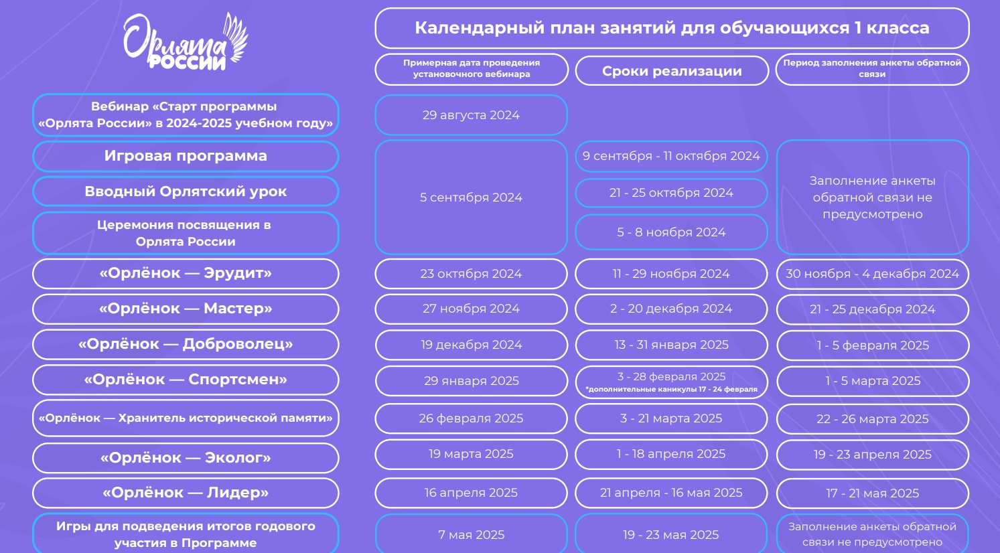 Орлята
РОССИИ
Календарный план занятий для обучающихся 1 класса
Примерная дата проведения
установочного вебинара
Сроки реализации
Период заполнения анкеты обратной
связи
Вебинар «Старт программы
«Орлята России» в 2024-2025 учебном году»
29 августа 2024
Игровая программа
5 сентября 2024
9 сентября - 11 октября 2024
Заполнение анкеты
обратной связи не
предусмотрено
Вводный Орлятский урок
21 - 25 октября 2024
Церемония посвящения в
Орлята России
5 - 8 ноября 2024
«Орлёнок — Эрудит»
23 октября 2024
11 - 29 ноября 2024
30 ноября - 4 декабря 2024
«Орлёнок — Мастер»
27 ноября 2024
2 - 20 декабря 2024
21 - 25 декабря 2024
«Орлёнок — Доброволец»
19 декабря 2024
13 - 31 января 2025
1 - 5 февраля 2025
«Орлёнок — Спортсмен»
29 января 2025
3 - 28 февраля 2025
*дополнительные каникулы 17 - 24 февраля
1 - 5 марта 2025
«Орлёнок — Хранитель исторической памяти»
26 февраля 2025
3 - 21 марта 2025
22 - 26 марта 2025
«Орлёнок — Эколог»
19 марта 2025
1 - 18 апреля 2025
19 - 23 апреля 2025
«Орлёнок — Лидер»
16 апреля 2025
21 апреля - 16 мая 2025
17 - 21 мая 2025
Игры для подведения итогов годового
участия в Программе
7 мая 2025
19 - 23 мая 2025
Заполнение анкеты обратной
связи не предусмотрено